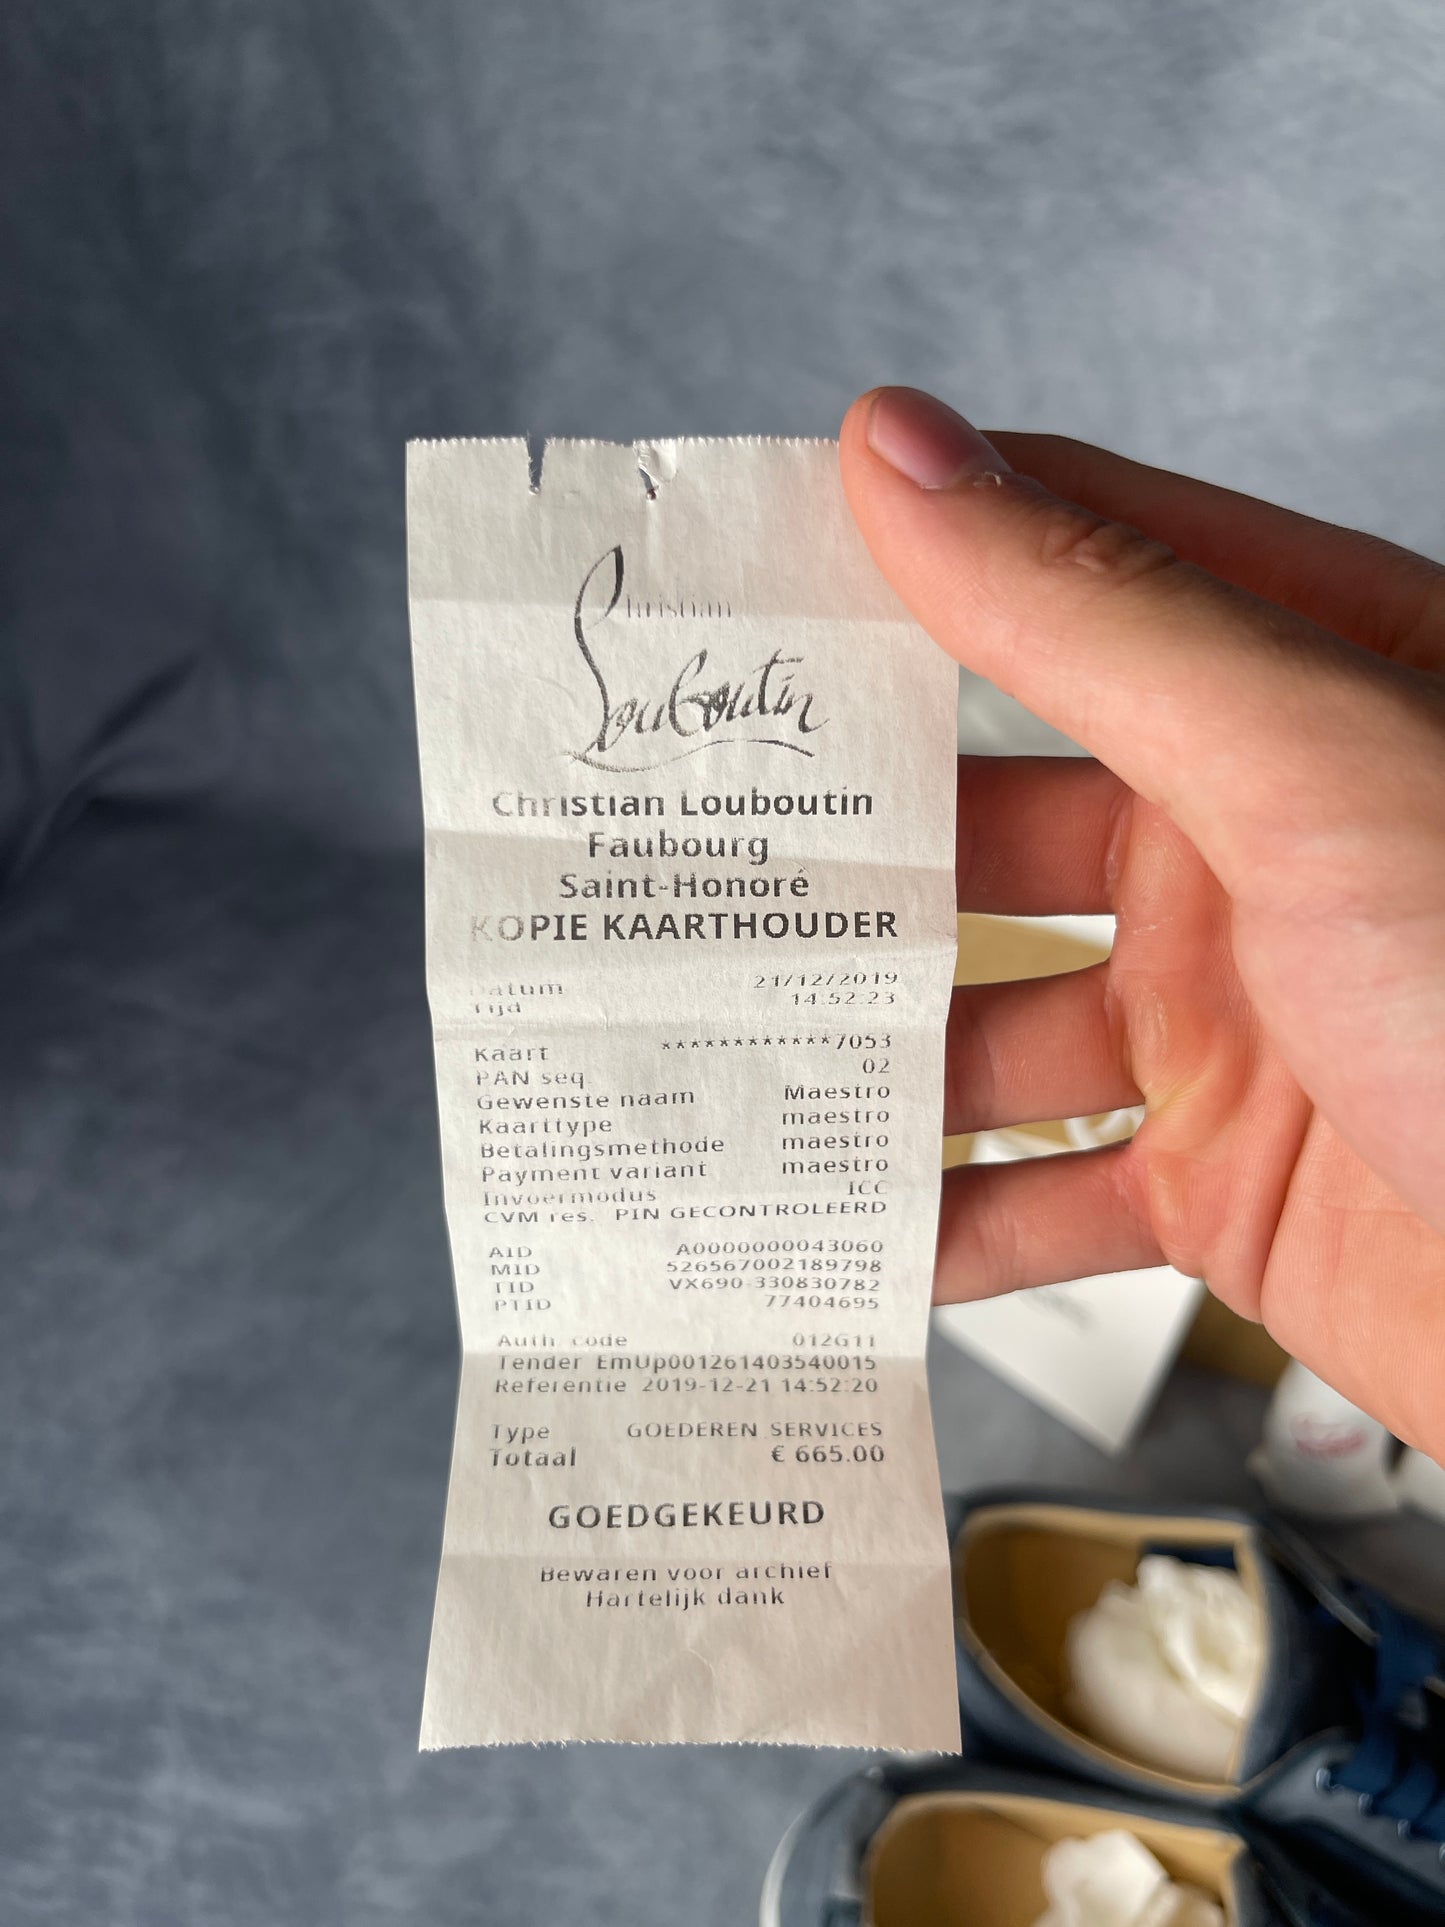 Christian
Louboutin
Christian Louboutin
Faubourg
Saint-Honoré
KOPIE KAARTHOUDER
Datum 21/12/2019
Tijd 14:52:23
Kaart ************7053
PAN seq. 02
Gewenste naam Maestro
Kaarttype maestro
Betalingsmethode maestro
Payment variant maestro
Invoermodus ICC
CVM res. PIN GECONTROLEERD
AID A0000000043060
MID 526567002189798
TID VX690-330830782
PTID 77404695
Auth. code 012G11
Tender EmUp001261403540015
Referentie 2019-12-21 14:52:20
Type GOEDEREN SERVICES
Totaal € 665.00
GOEDGEKEURD
Bewaren voor archief
Hartelijk dank